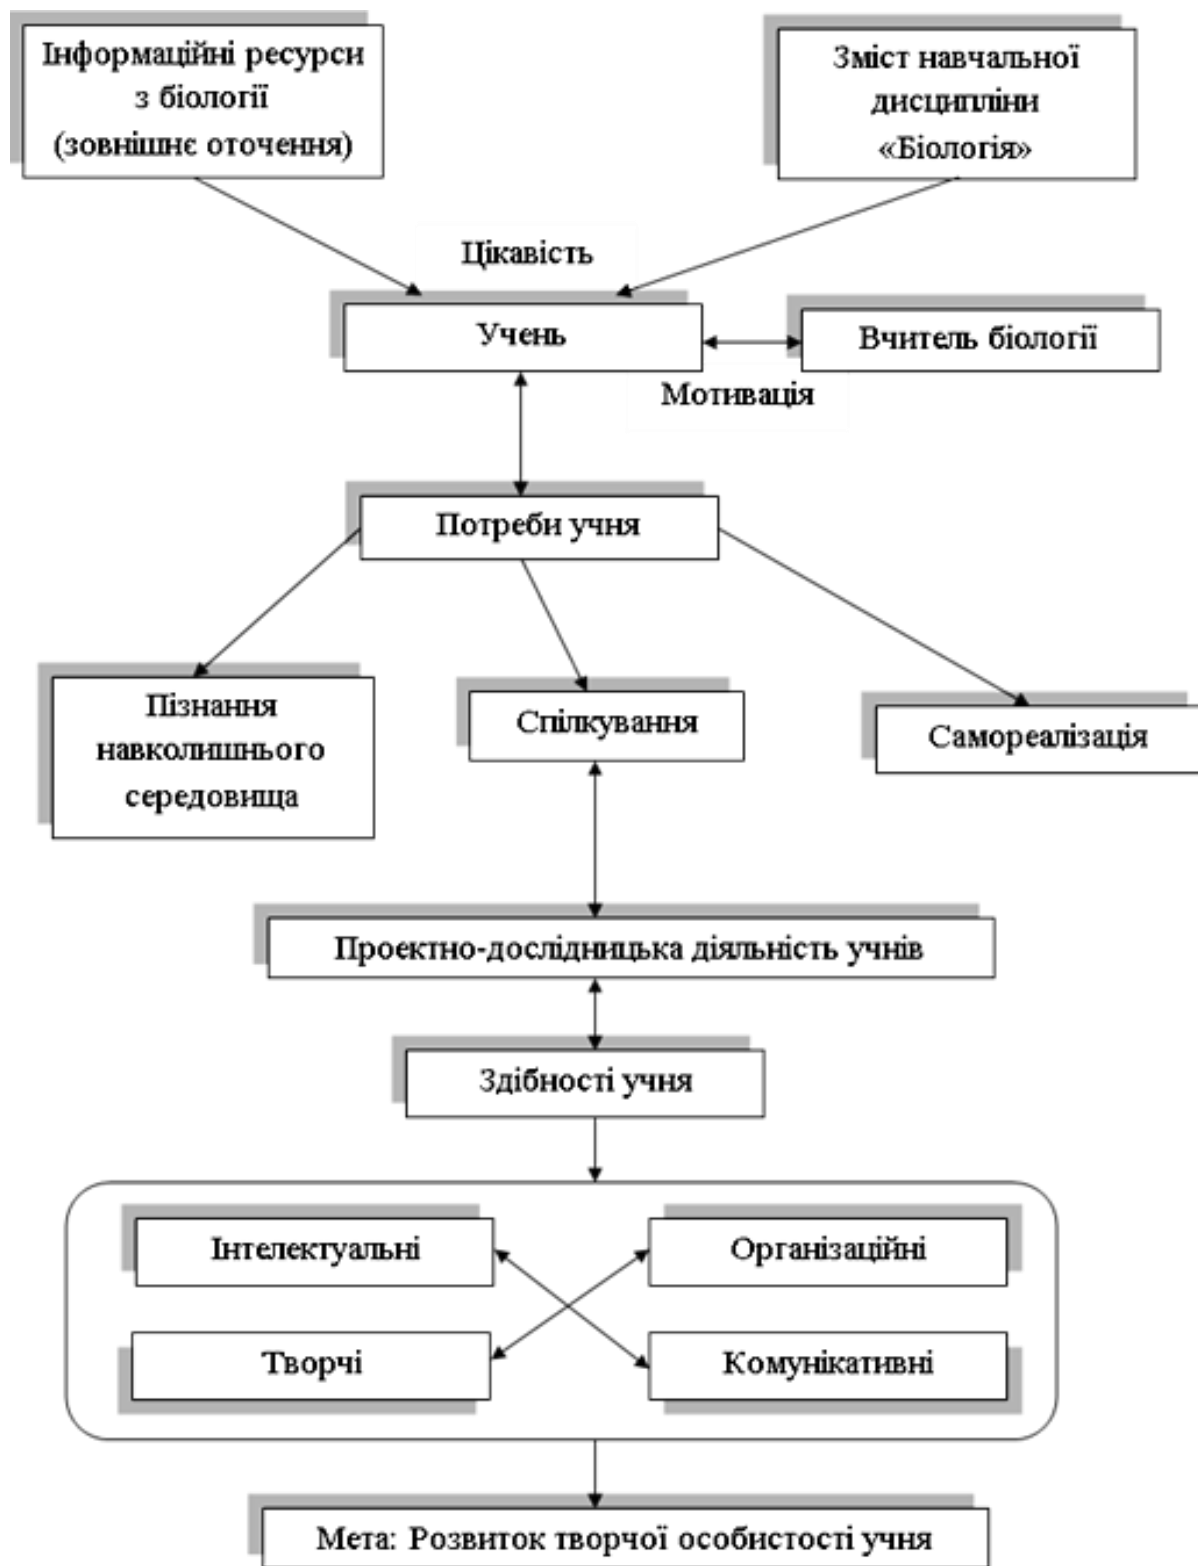 Інформаційні ресурси
з біології
(зовнішнє оточення)
Зміст навчальної
дисципліни
«Біологія»
Цікавість
Учень
Вчитель біології
Мотивація
Потреби учня
Пізнання
навколишнього
середовища
Спілкування
Самореалізація
Проектно-дослідницька діяльність учнів
Здібності учня
Інтелектуальні
Організаційні
Творчі
Комунікативні
Мета: Розвиток творчої особистості учня